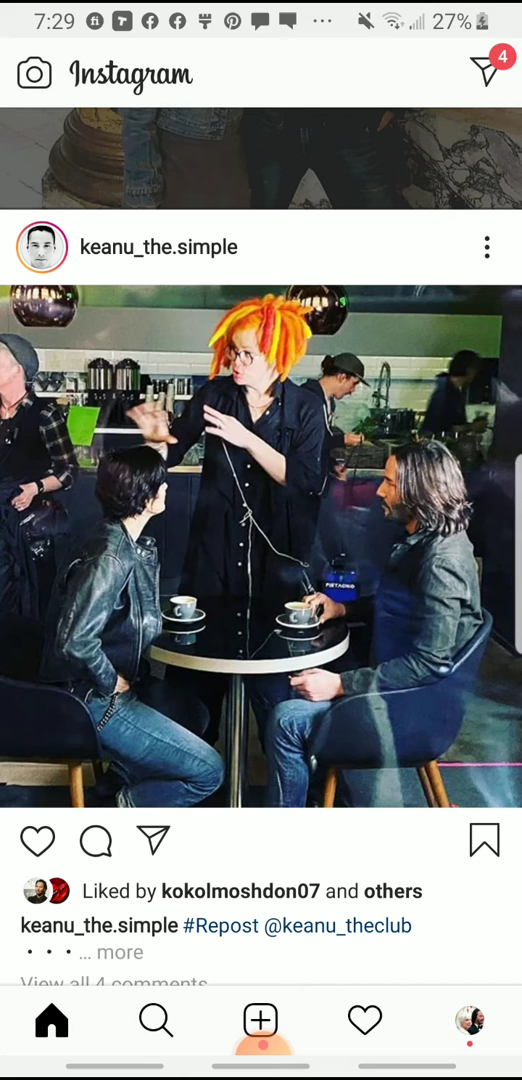 7:29
27%
Instagram
4
keanu_the.simple
PISTACHIO
Liked by kokolmoshdon07 and others
keanu_the.simple #Repost @keanu_theclub
• • • ... more
View all 4 comments